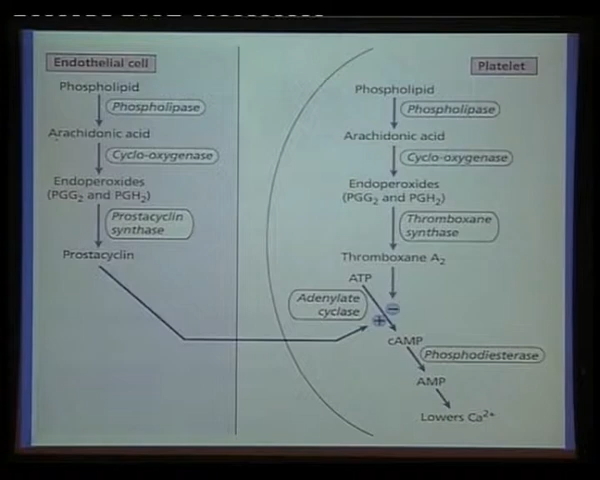 Endothelial cell
Phospholipid
Phospholipase
Arachidonic acid
Cyclo-oxygenase
Endoperoxides
(PGG₂ and PGH₂)
Prostacyclin
synthase
Prostacyclin
Platelet
Phospholipid
Phospholipase
Arachidonic acid
Cyclo-oxygenase
Endoperoxides
(PGG₂ and PGH₂)
Thromboxane
synthase
Thromboxane A₂
ATP
Adenylate
cyclase
−
+
cAMP
Phosphodiesterase
AMP
Lowers Ca²⁺